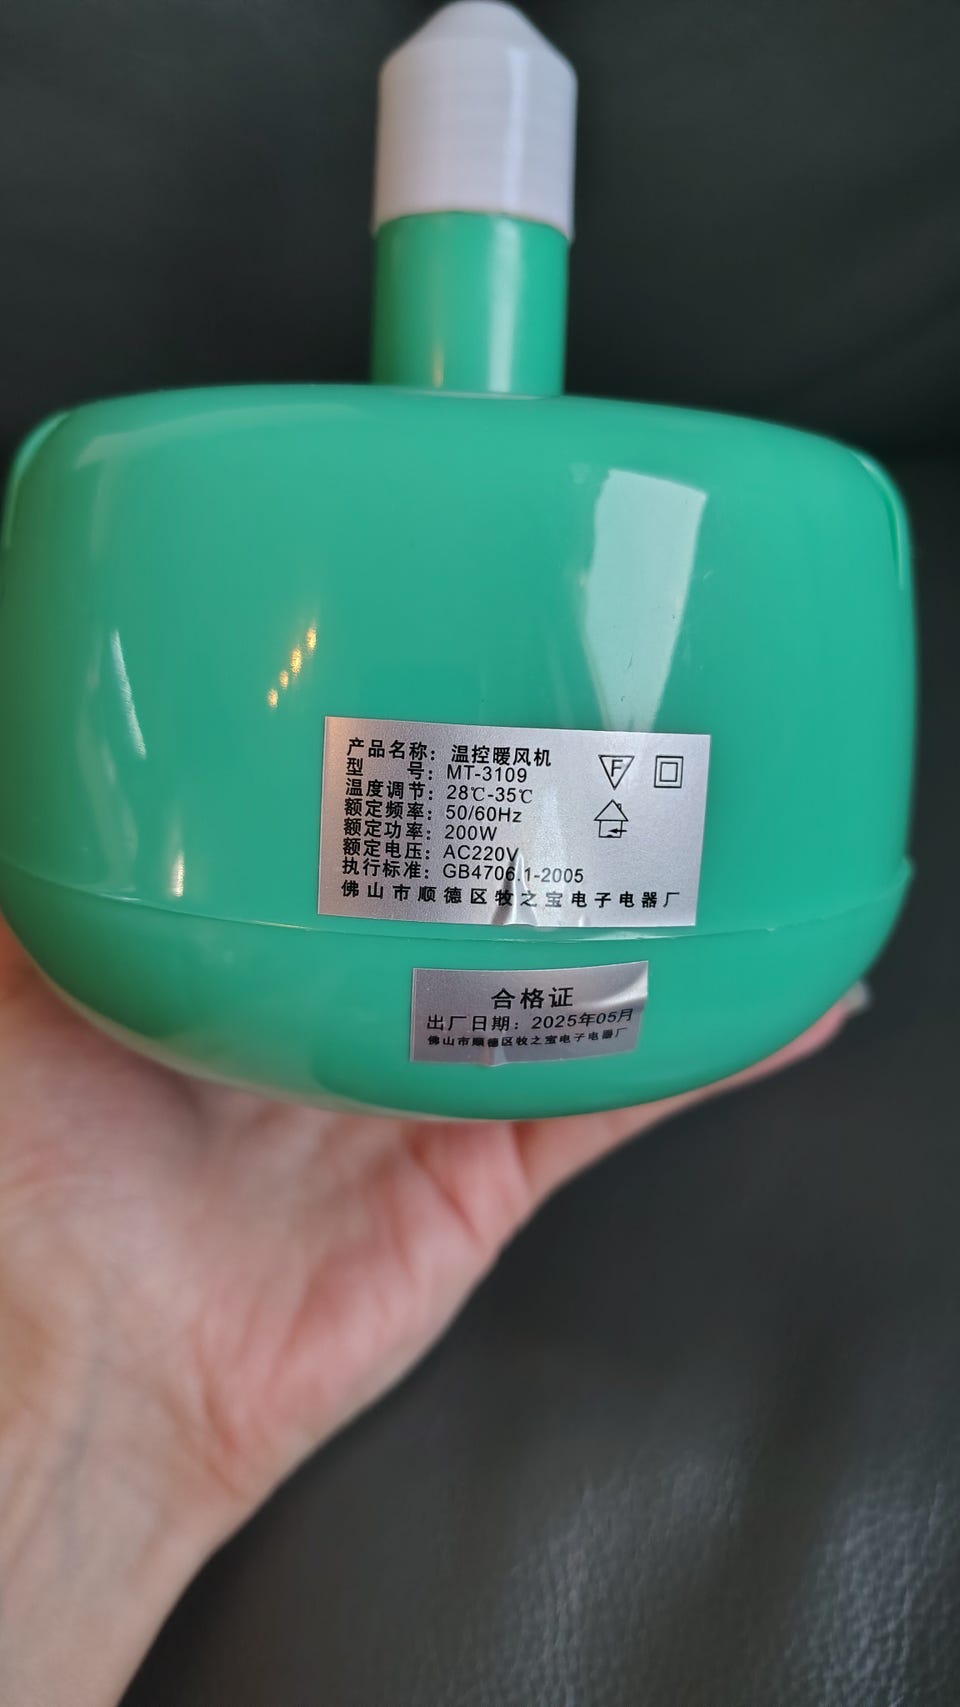 产品名称：温控暖风机
型 号：MT-3109
温度调节：28℃-35℃
额定频率：50/60Hz
额定功率：200W
额定电压：AC220V
执行标准：GB4706.1-2005
佛山市顺德区牧之宝电子电器厂
F
合格证
出厂日期：2025年05月
佛山市顺德区牧之宝电子电器厂